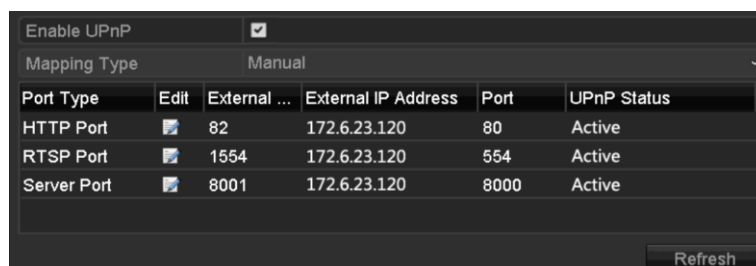 Enable UPnP
Mapping Type Manual
Port Type Edit External ... External IP Address Port UPnP Status
HTTP Port 82 172.6.23.120 80 Active
RTSP Port 1554 172.6.23.120 554 Active
Server Port 8001 172.6.23.120 8000 Active
Refresh